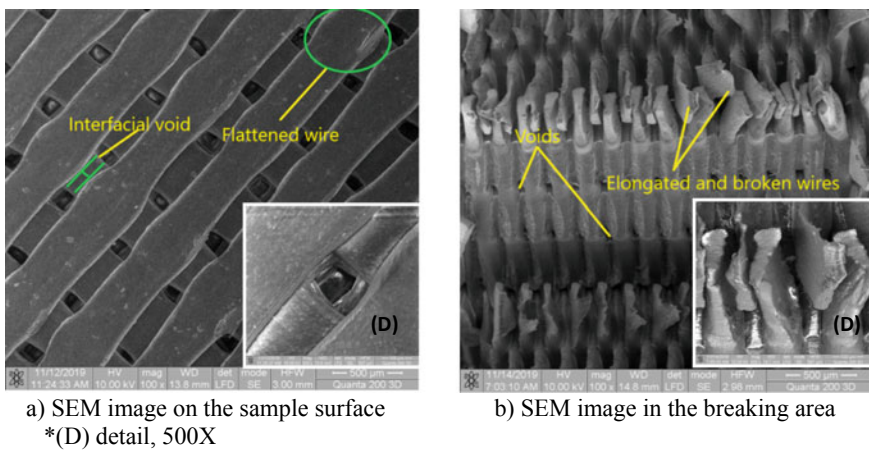 Interfacial void
Flattened wire
(D)
11/12/2019
11:24:33 AM
HV
10.00 kV
mag
100 x
WD
13.8 mm
det
LFD
mode
SE
HFW
3.00 mm
500 µm
Quanta 200 3D
Voids
Elongated and broken wires
(D)
11/14/2019
7:03:10 AM
HV
10.00 kV
mag
100 x
WD
14.8 mm
det
LFD
mode
SE
HFW
2.98 mm
500 µm
Quanta 200 3D
a) SEM image on the sample surface
*(D) detail, 500X
b) SEM image in the breaking area